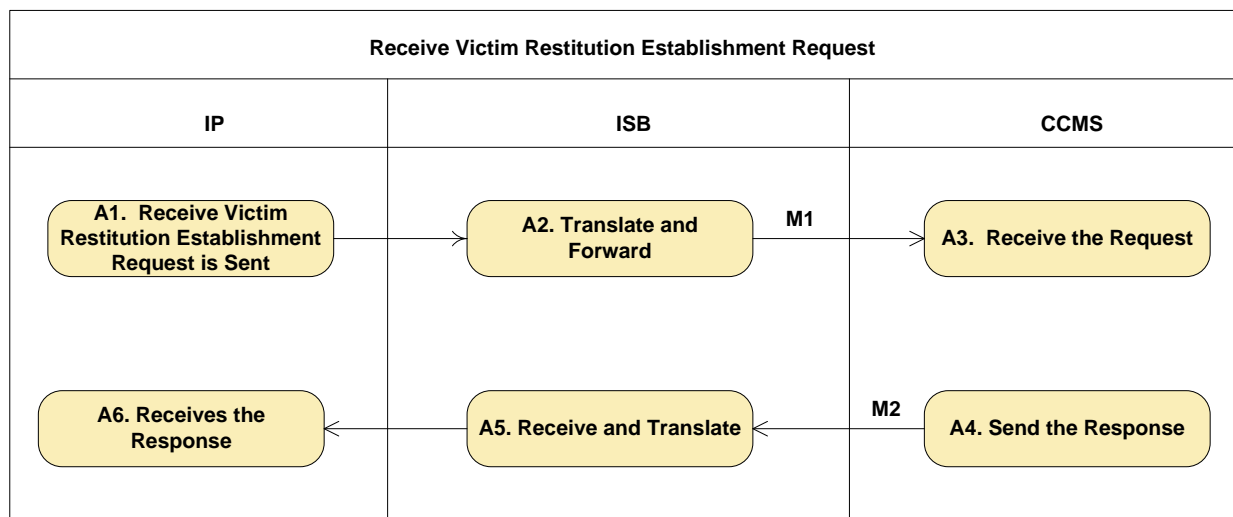 Receive Victim Restitution Establishment Request
IP
ISB
CCMS
A1. Receive Victim
Restitution Establishment
Request is Sent
A2. Translate and
Forward
M1
A3. Receive the Request
A6. Receives the
Response
A5. Receive and Translate
M2
A4. Send the Response